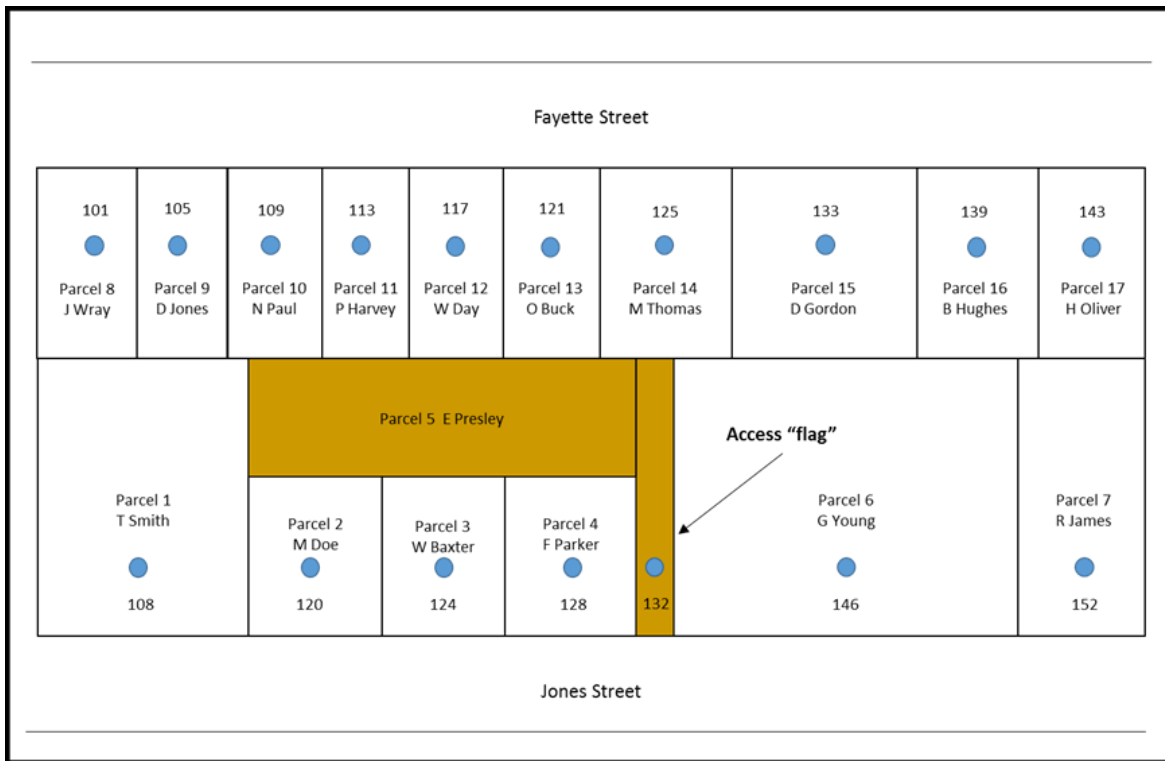 Fayette Street
101
105
109
113
117
121
125
133
139
143
Parcel 8
J Wray
Parcel 9
D Jones
Parcel 10
N Paul
Parcel 11
P Harvey
Parcel 12
W Day
Parcel 13
O Buck
Parcel 14
M Thomas
Parcel 15
D Gordon
Parcel 16
B Hughes
Parcel 17
H Oliver
Parcel 5 E Presley
Access “flag”
Parcel 1
T Smith
Parcel 2
M Doe
Parcel 3
W Baxter
Parcel 4
F Parker
Parcel 6
G Young
Parcel 7
R James
108
120
124
128
132
146
152
Jones Street